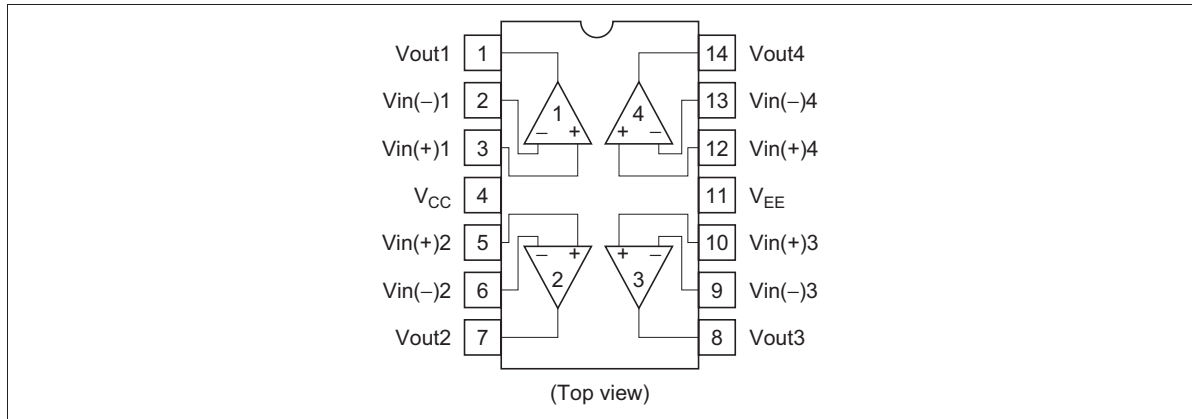 Vout1 1 14 Vout4
Vin(−)1 2 13 Vin(−)4
1 4
− + + −
Vin(+)1 3 12 Vin(+)4
VCC 4 11 VEE
Vin(+)2 5 10 Vin(+)3
− + + −
2 3
Vin(−)2 6 9 Vin(−)3
Vout2 7 8 Vout3
(Top view)